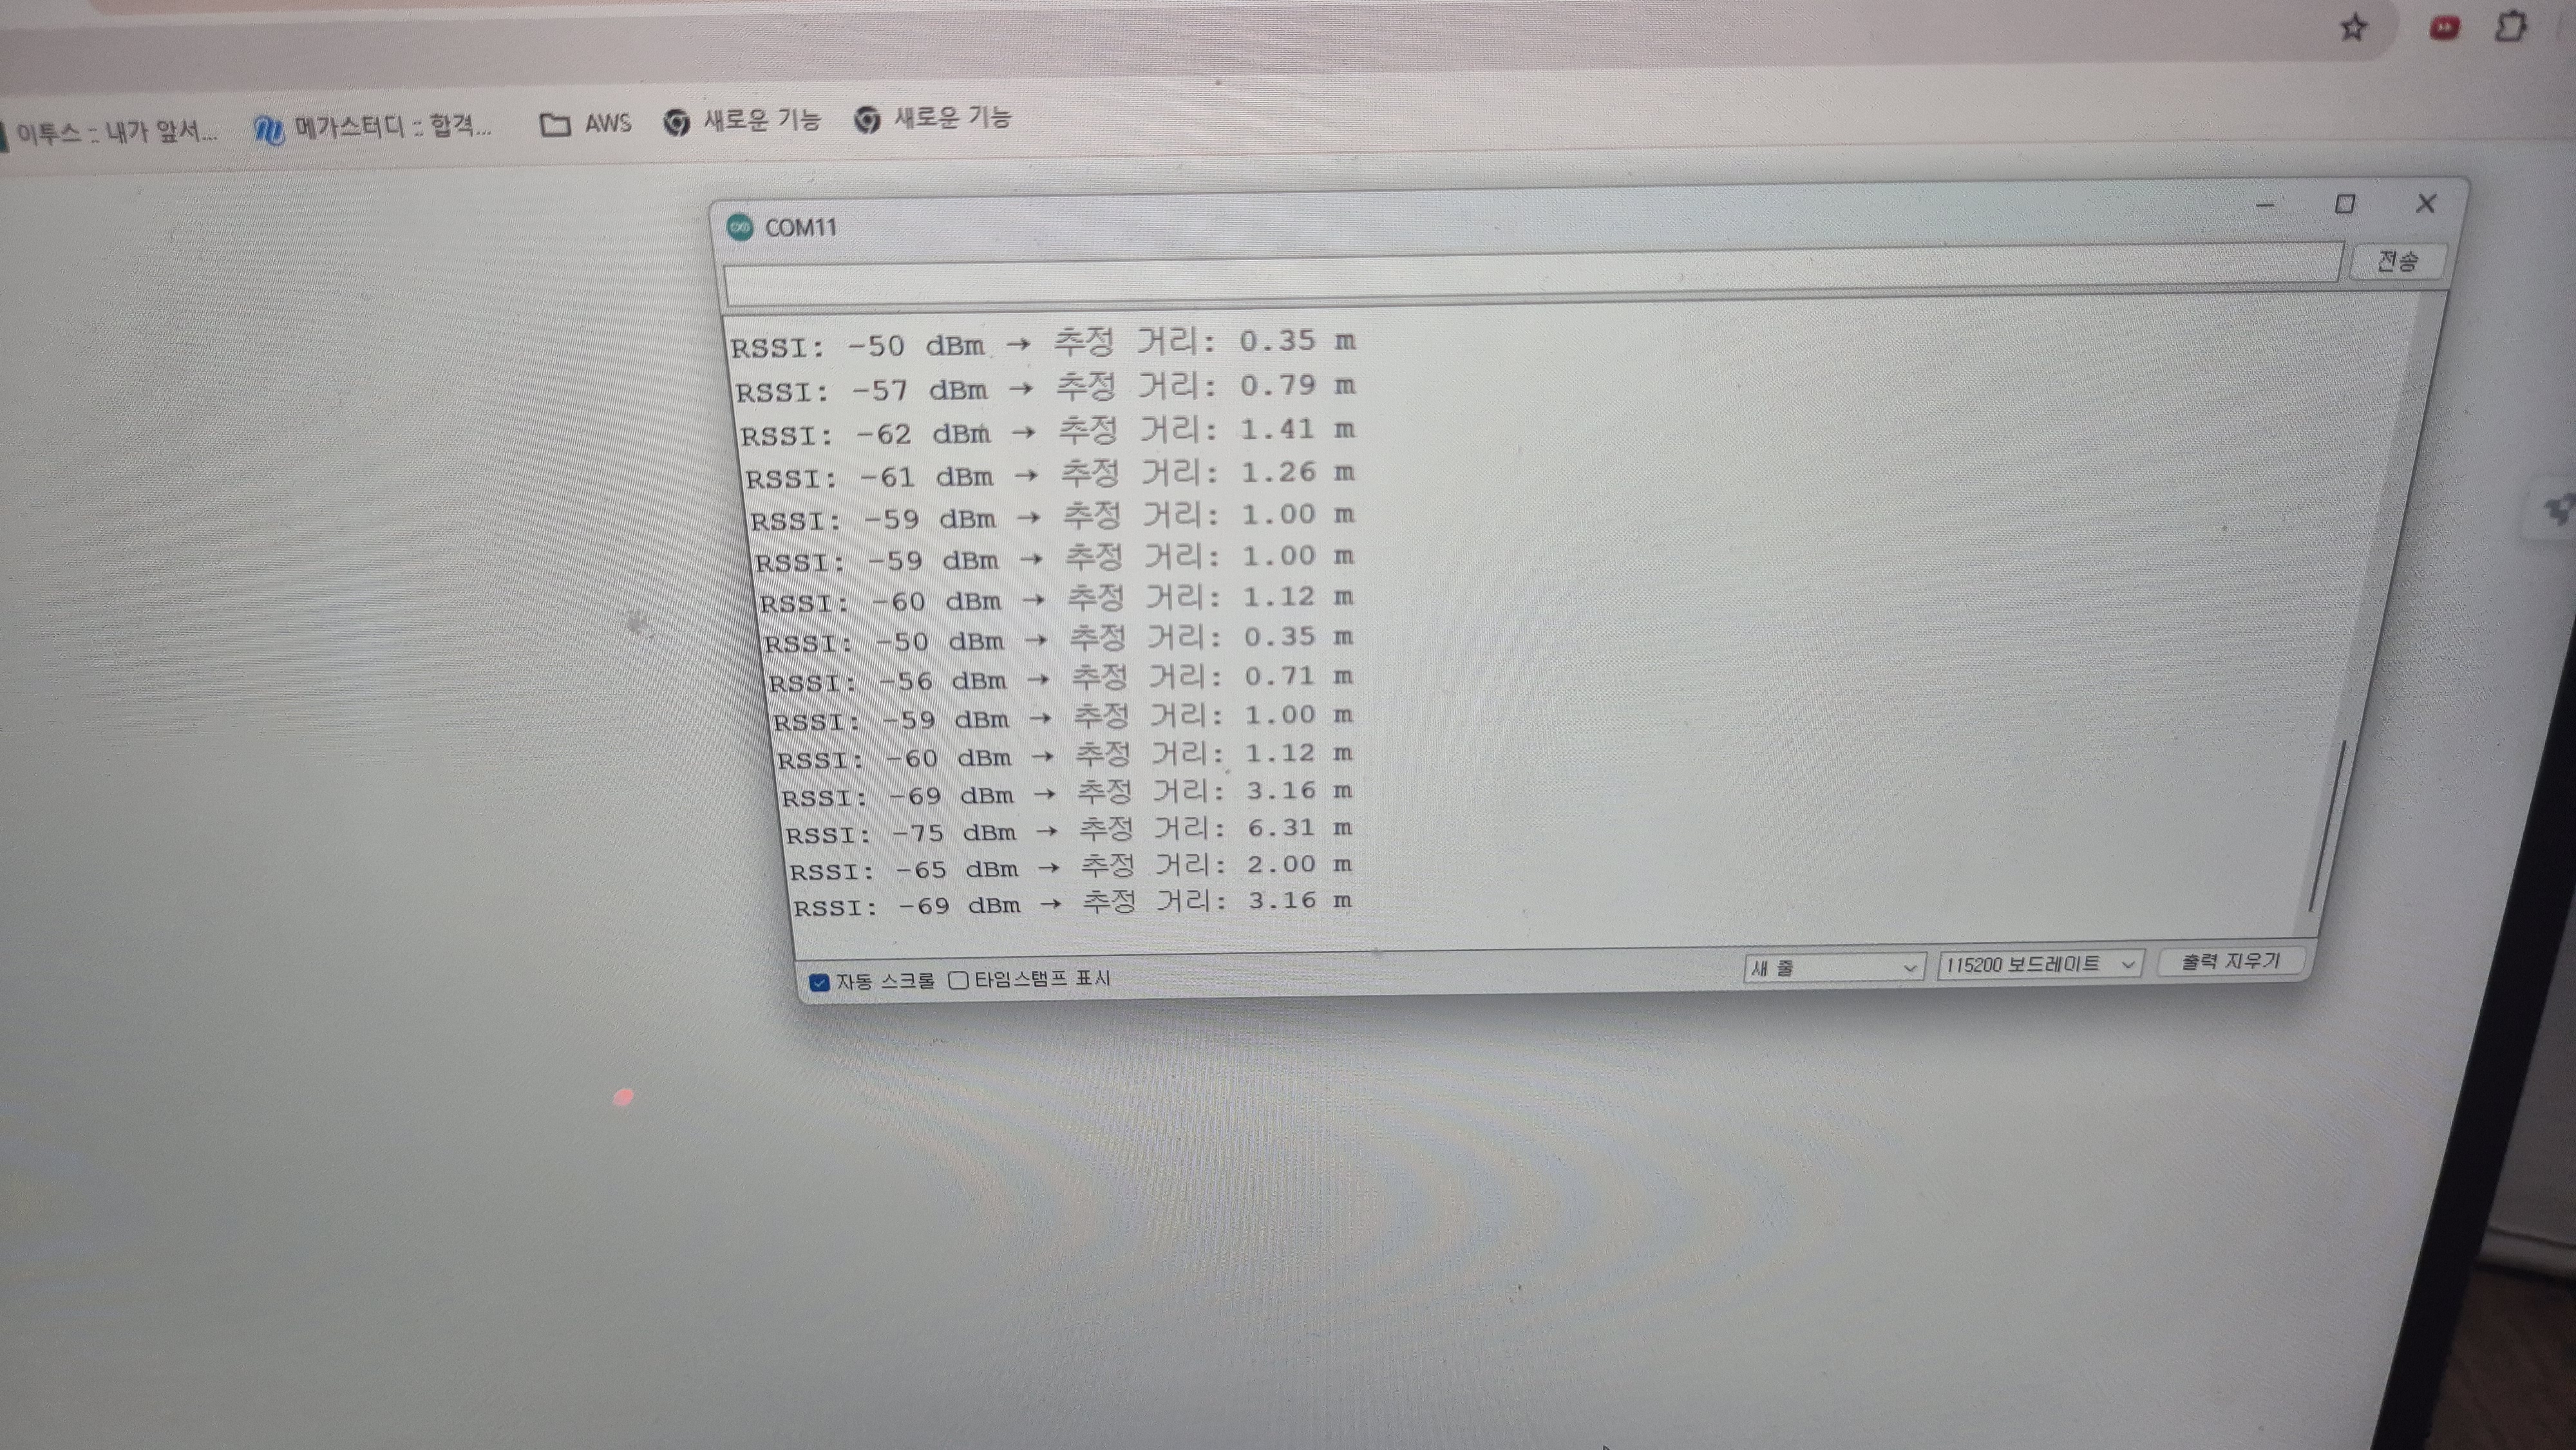 이투스 :: 내가 앞서...
메가스터디 :: 합격...
AWS
새로운 기능
새로운 기능
COM11
전송
RSSI: -50 dBm → 추정 거리: 0.35 m
RSSI: -57 dBm → 추정 거리: 0.79 m
RSSI: -62 dBm → 추정 거리: 1.41 m
RSSI: -61 dBm → 추정 거리: 1.26 m
RSSI: -59 dBm → 추정 거리: 1.00 m
RSSI: -59 dBm → 추정 거리: 1.00 m
RSSI: -60 dBm → 추정 거리: 1.12 m
RSSI: -50 dBm → 추정 거리: 0.35 m
RSSI: -56 dBm → 추정 거리: 0.71 m
RSSI: -59 dBm → 추정 거리: 1.00 m
RSSI: -60 dBm → 추정 거리: 1.12 m
RSSI: -69 dBm → 추정 거리: 3.16 m
RSSI: -75 dBm → 추정 거리: 6.31 m
RSSI: -65 dBm → 추정 거리: 2.00 m
RSSI: -69 dBm → 추정 거리: 3.16 m
자동 스크롤
타임스탬프 표시
새 줄
115200 보드레이트
출력 지우기